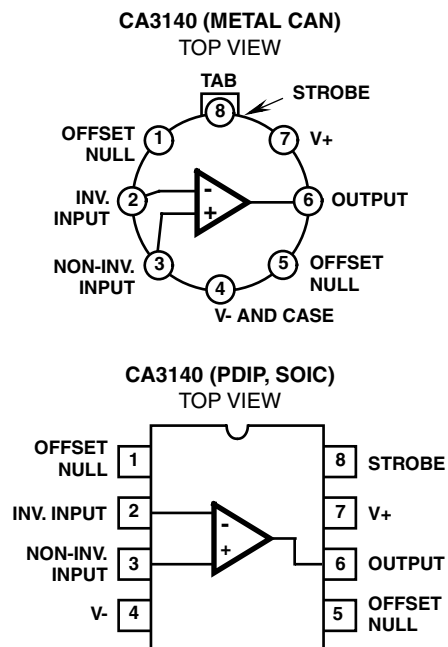 CA3140 (METAL CAN)
TOP VIEW
TAB
STROBE
8
OFFSET
NULL
1
7
V+
INV.
INPUT
2
-
+
6
OUTPUT
NON-INV.
INPUT
3
5
OFFSET
NULL
4
V- AND CASE
CA3140 (PDIP, SOIC)
TOP VIEW
OFFSET
NULL
1
8
STROBE
INV. INPUT
2
7
V+
-
+
NON-INV.
INPUT
3
6
OUTPUT
V-
4
5
OFFSET
NULL